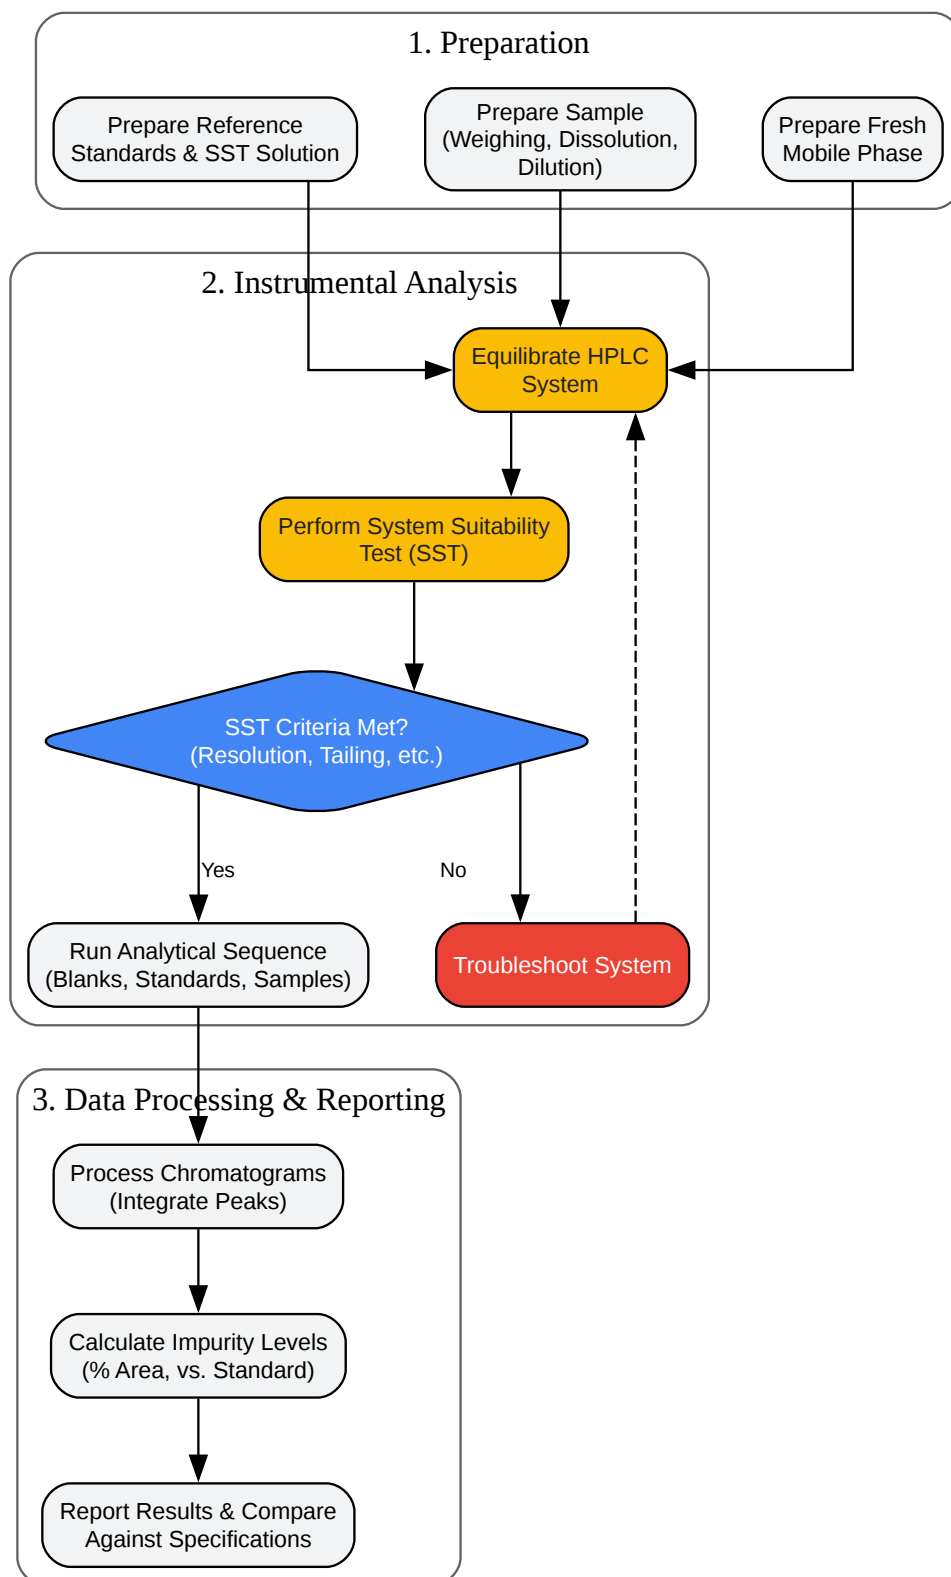 1. Preparation
Prepare Reference
Standards & SST Solution
Prepare Sample
(Weighing, Dissolution,
Dilution)
Prepare Fresh
Mobile Phase
2. Instrumental Analysis
Equilibrate HPLC
System
Perform System Suitability
Test (SST)
SST Criteria Met?
(Resolution, Tailing, etc.)
Yes
No
Run Analytical Sequence
(Blanks, Standards, Samples)
Troubleshoot System
3. Data Processing & Reporting
Process Chromatograms
(Integrate Peaks)
Calculate Impurity Levels
(% Area, vs. Standard)
Report Results & Compare
Against Specifications